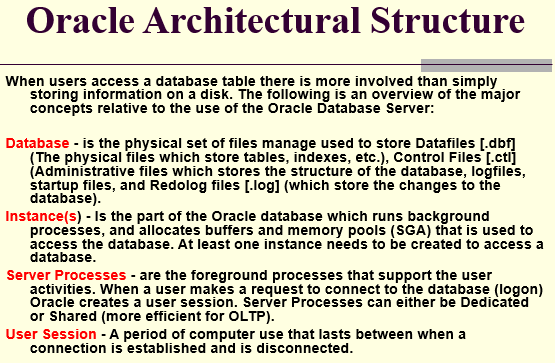 Oracle Architectural Structure
When users access a database table there is more involved than simply
storing information on a disk. The following is an overview of the major
concepts relative to the use of the Oracle Database Server:
Database - is the physical set of files manage used to store Datafiles [.dbf]
(The physical files which store tables, indexes, etc.), Control Files [.ctl]
(Administrative files which stores the structure of the database, logfiles,
startup files, and Redolog files [.log] (which store the changes to the
database).
Instance(s) - Is the part of the Oracle database which runs background
processes, and allocates buffers and memory pools (SGA) that is used to
access the database. At least one instance needs to be created to access a
database.
Server Processes - are the foreground processes that support the user
activities. When a user makes a request to connect to the database (logon)
Oracle creates a user session. Server Processes can either be Dedicated
or Shared (more efficient for OLTP).
User Session - A period of computer use that lasts between when a
connection is established and is disconnected.